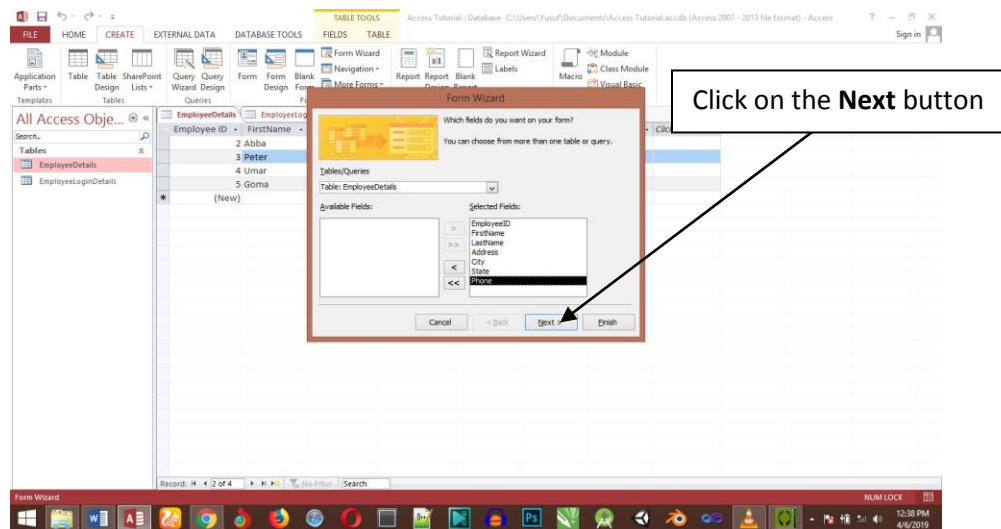 TABLE TOOLS
Access Tutorial : Database- C:\Users\Yusuf\Documents\Access Tutorial.accdb (Access 2007 - 2013 file format) - Access
FILE HOME CREATE EXTERNAL DATA DATABASE TOOLS FIELDS TABLE Sign in
Application Parts
Table
Table Design
SharePoint Lists
Query Wizard
Query Design
Form
Form Design
Blank Form
Form Wizard
Navigation
More Forms
Report
Report Design
Blank Report
Report Wizard
Labels
Macro
Module
Class Module
Visual Basic
Templates Tables Queries
Click on the Next button
All Access Obje...
Search..
Tables
EmployeeDetails
EmployeeLoginDetails
EmployeeDetails EmployeeLog
Employee ID FirstName
2 Abba
3 Peter
4 Umar
5 Goma
(New)
Form Wizard
Which fields do you want on your form?
You can choose from more than one table or query.
Tables/Queries
Table: EmployeeDetails
Available Fields: Selected Fields:
EmployeeID
FirstName
LastName
Address
City
State
Phone
>
>>
<
<<
Cancel < Back Next > Finish
Record: 2 of 4 No Filter Search
Form Wizard NUM LOCK
12:38 PM
4/6/2019